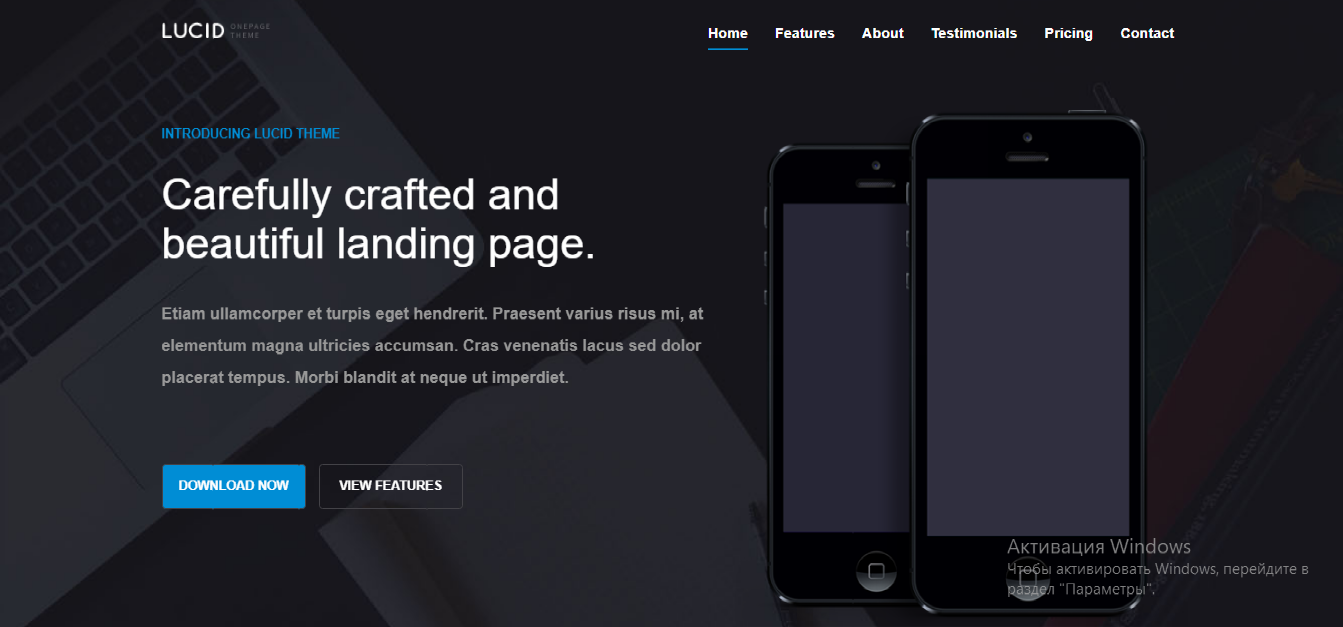 LUCID ONEPAGE
THEME
Home Features About Testimonials Pricing Contact
INTRODUCING LUCID THEME
Carefully crafted and
beautiful landing page.
Etiam ullamcorper et turpis eget hendrerit. Praesent varius risus mi, at
elementum magna ultricies accumsan. Cras venenatis lacus sed dolor
placerat tempus. Morbi blandit at neque ut imperdiet.
DOWNLOAD NOW VIEW FEATURES
Активация Windows
Чтобы активировать Windows, перейдите в
раздел "Параметры".